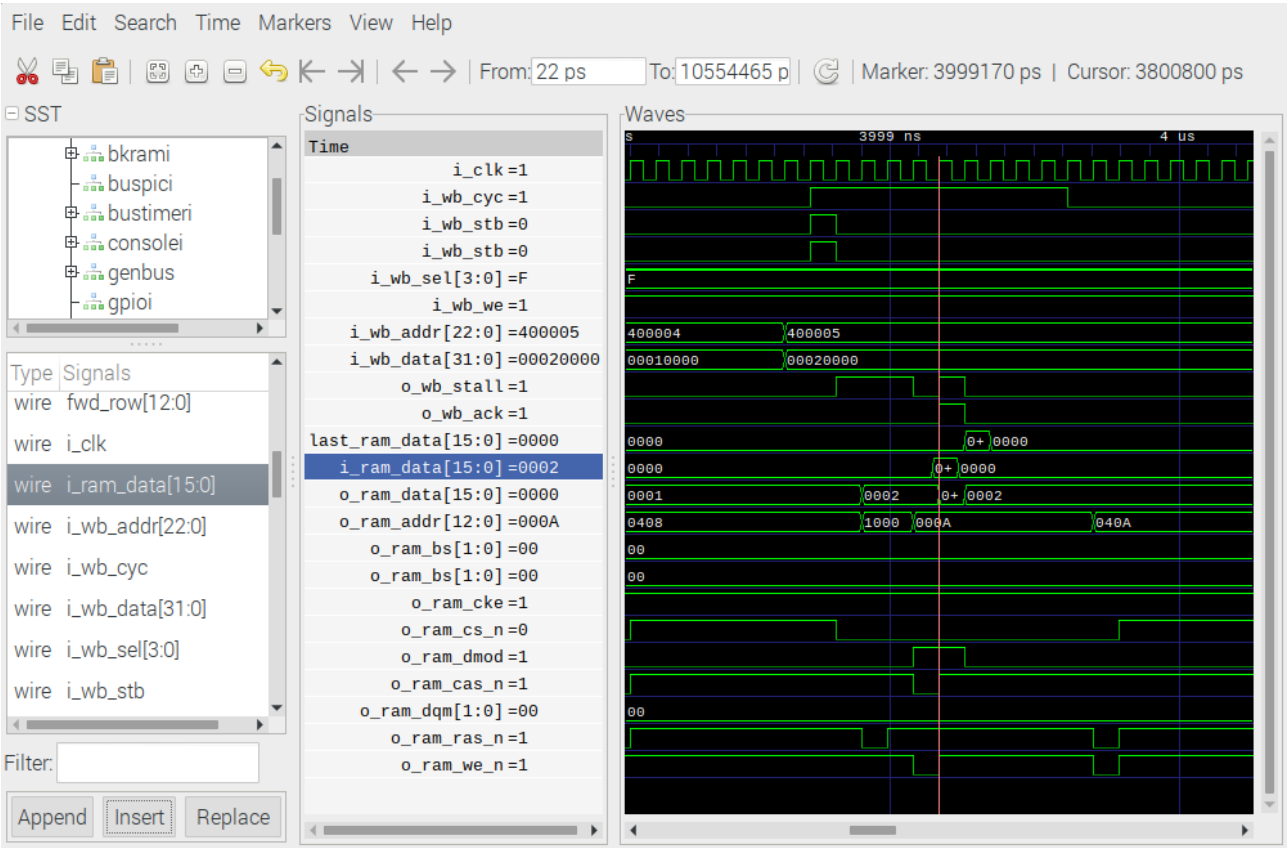 File Edit Search Time Markers View Help
From: 22 ps To: 10554465 p Marker: 3999170 ps | Cursor: 3800800 ps
SST
bkrami
buspici
bustimeri
consolei
genbus
gpioi
Type Signals
wire fwd_row[12:0]
wire i_clk
wire i_ram_data[15:0]
wire i_wb_addr[22:0]
wire i_wb_cyc
wire i_wb_data[31:0]
wire i_wb_sel[3:0]
wire i_wb_stb
Filter:
Append Insert Replace
Signals
Time
i_clk=1
i_wb_cyc=1
i_wb_stb=0
i_wb_stb=0
i_wb_sel[3:0]=F
i_wb_we=1
i_wb_addr[22:0]=400005
i_wb_data[31:0]=00020000
o_wb_stall=1
o_wb_ack=1
last_ram_data[15:0]=0000
i_ram_data[15:0]=0002
o_ram_data[15:0]=0000
o_ram_addr[12:0]=000A
o_ram_bs[1:0]=00
o_ram_bs[1:0]=00
o_ram_cke=1
o_ram_cs_n=0
o_ram_dmod=1
o_ram_cas_n=1
o_ram_dqm[1:0]=00
o_ram_ras_n=1
o_ram_we_n=1
Waves
s 3999 ns 4 us
F
400004 400005
00010000 00020000
0000 0+ 0000
0000 0+ 0000
0001 0002 0+ 0002
0408 1000 000A 040A
00
00
00